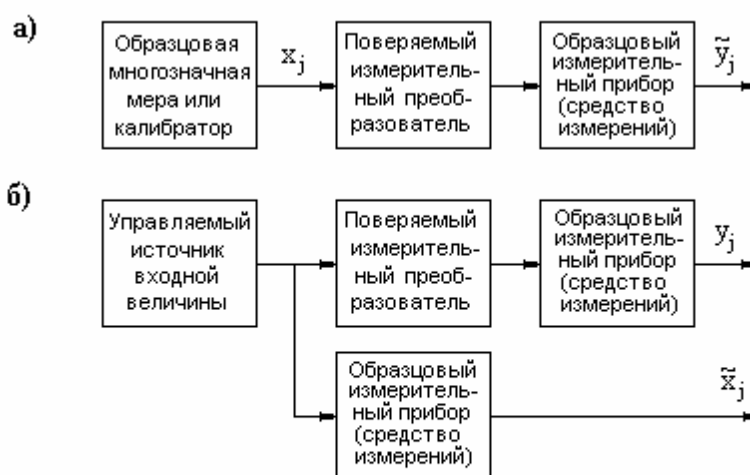 а)
Образцовая
многозначная
мера или
калибратор
xj
Поверяемый
измеритель-
ный преоб-
разователь
Образцовый
измеритель-
ный прибор
(средство
измерений)
ỹj
б)
Управляемый
источник
входной
величины
Поверяемый
измеритель-
ный преоб-
разователь
Образцовый
измеритель-
ный прибор
(средство
измерений)
yj
Образцовый
измеритель-
ный прибор
(средство
измерений)
x̃j